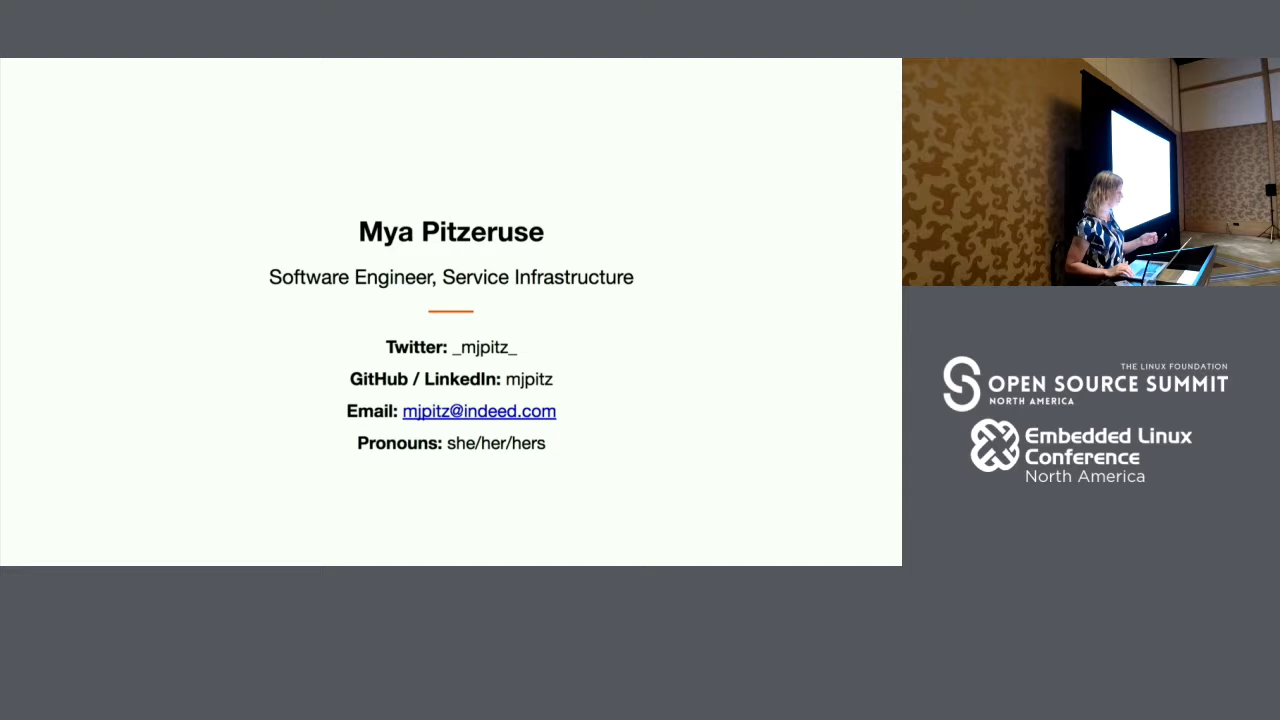 Mya Pitzeruse
Software Engineer, Service Infrastructure
Twitter: _mjpitz_
GitHub / LinkedIn: mjpitz
Email: mjpitz@indeed.com
Pronouns: she/her/hers
THE LINUX FOUNDATION
OPEN SOURCE SUMMIT
NORTH AMERICA
Embedded Linux
Conference
North America